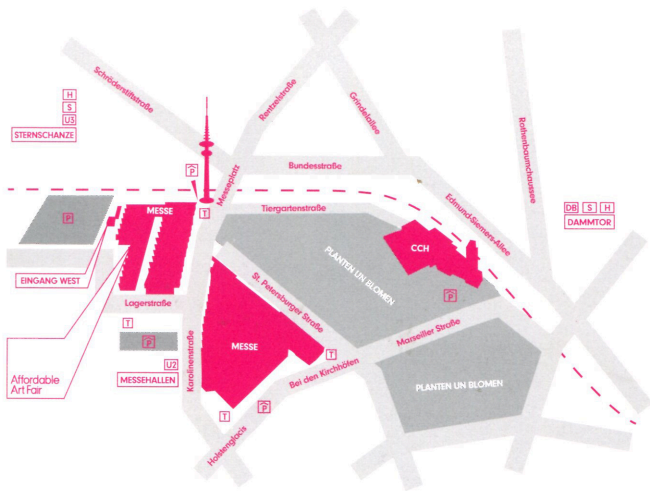 Schröderstiftstraße
Rentzelstraße
Grindelallee
Rothenbaumchaussee
H
S
U3
STERNSCHANZE
Bundesstraße
P
Messeplatz
Edmund-Siemers-Allee
DB S H
DAMMTOR
P
MESSE
T
Tiergartenstraße
CCH
EINGANG WEST
PLANTEN UN BLOMEN
St. Petersburger Straße
P
Lagerstraße
T
P
Karolinenstraße
MESSE
Marseiller Straße
U2
MESSEHALLEN
T
Affordable
Art Fair
Bei den Kirchhöfen
PLANTEN UN BLOMEN
T
P
Holstenglacis